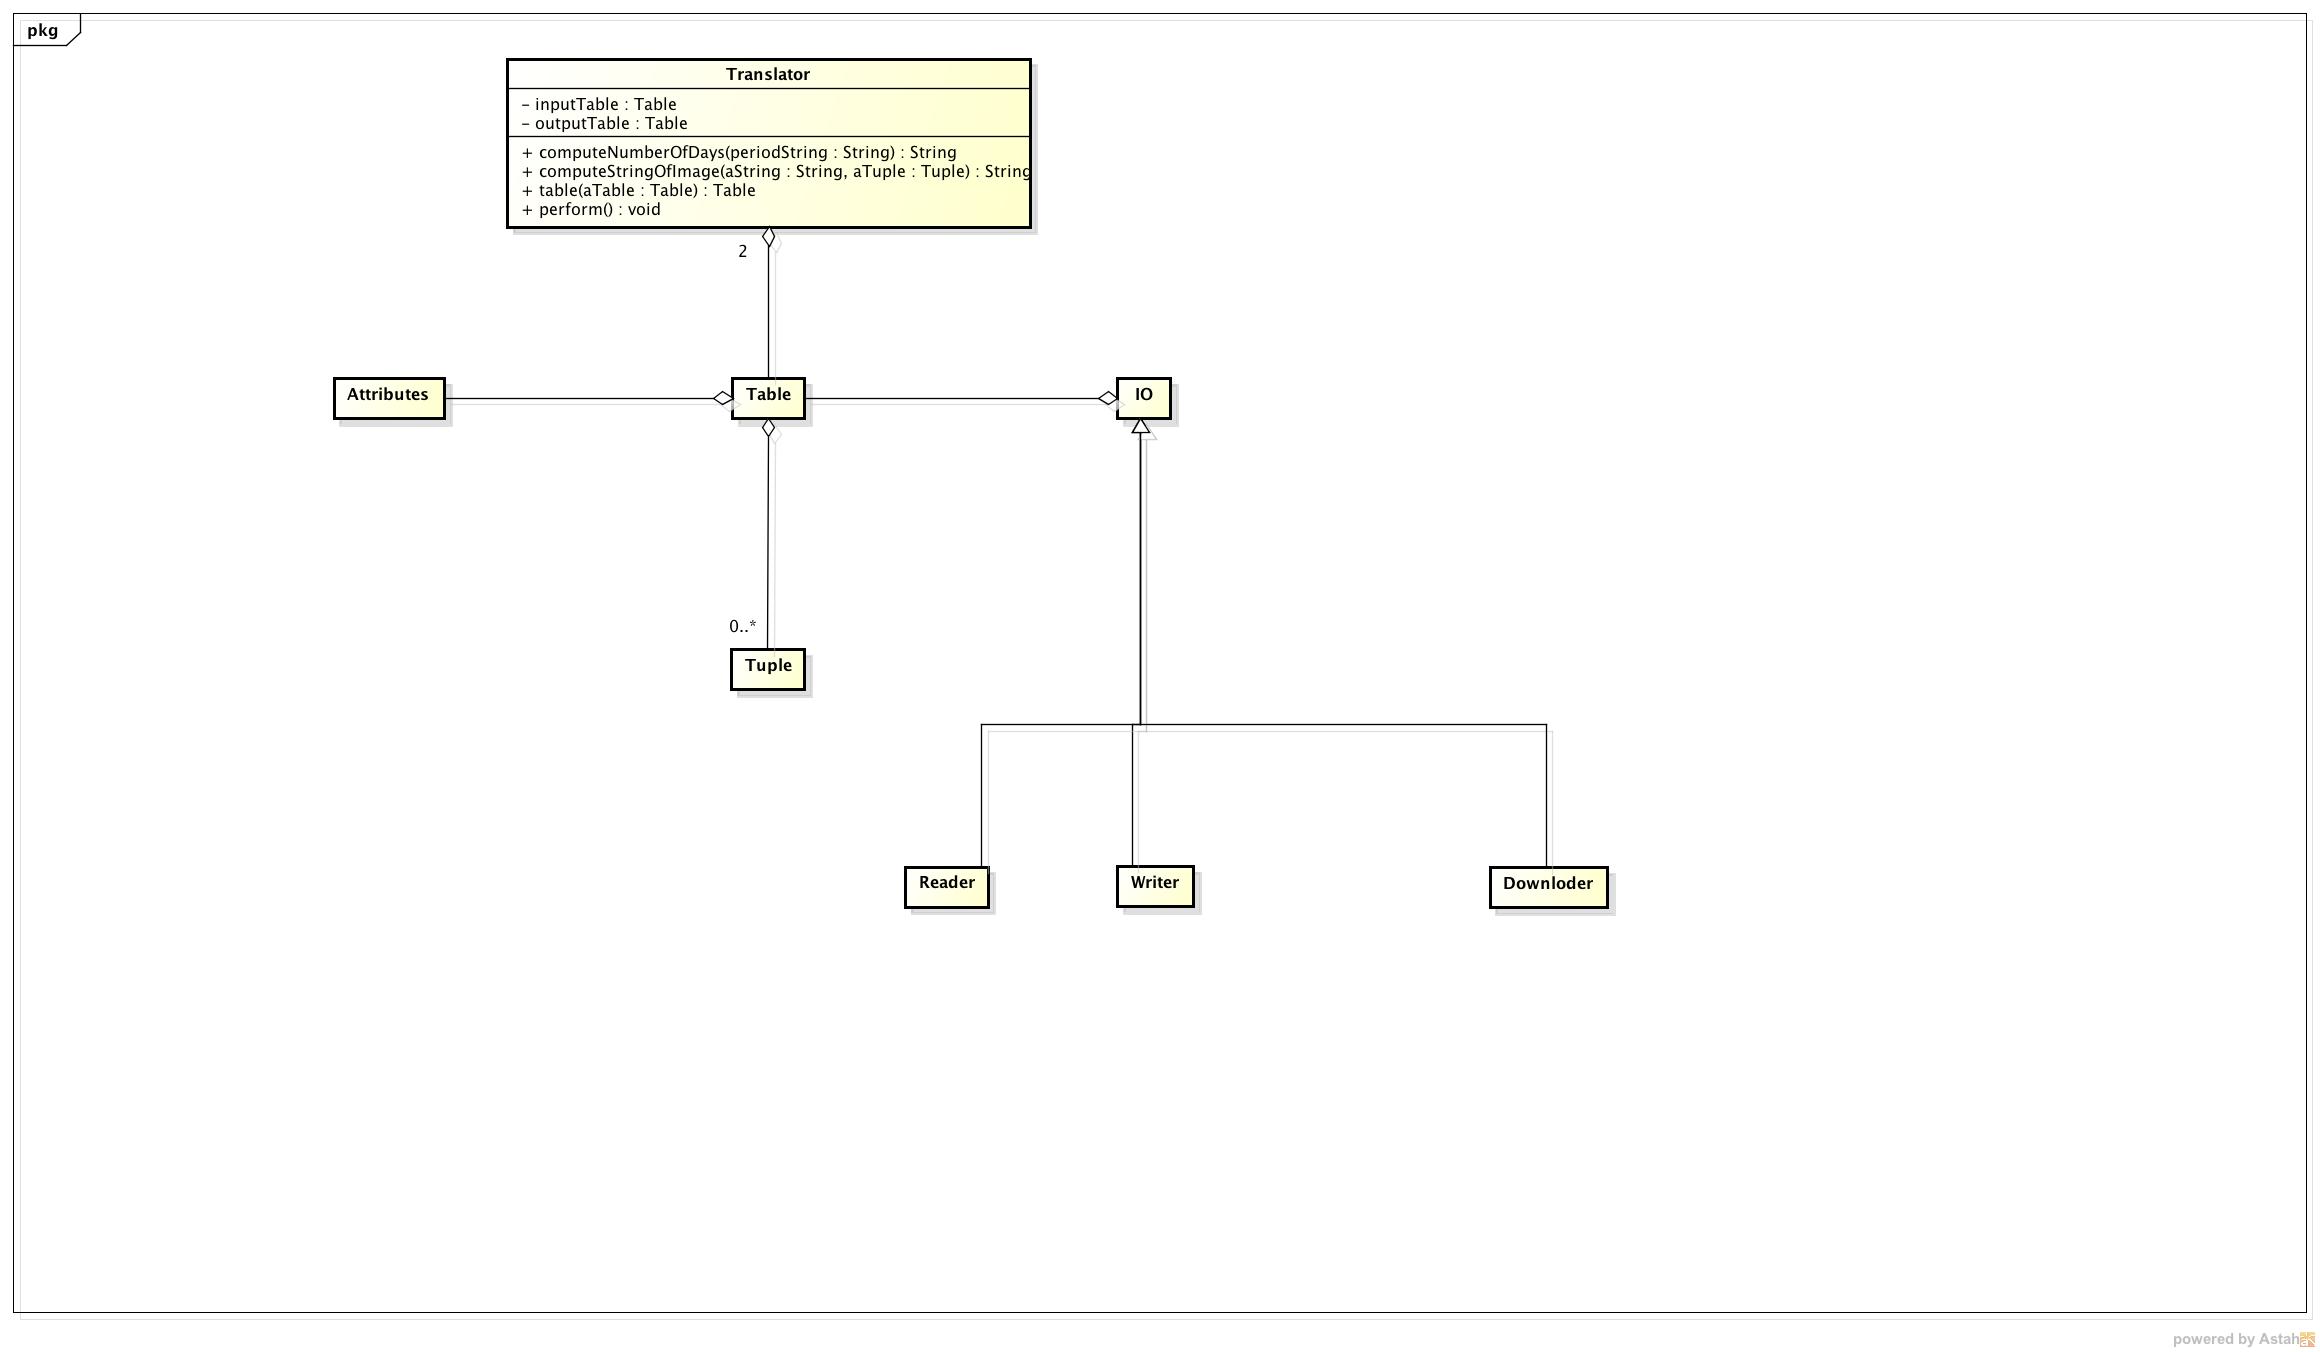 pkg
Translator
- inputTable : Table
- outputTable : Table
+ computeNumberOfDays(periodString : String) : String
+ computeStringOfImage(aString : String, aTuple : Tuple) : String
+ table(aTable : Table) : Table
+ perform() : void
2
Attributes
Table
IO
0..*
Tuple
Reader
Writer
Downloder
powered by Astah